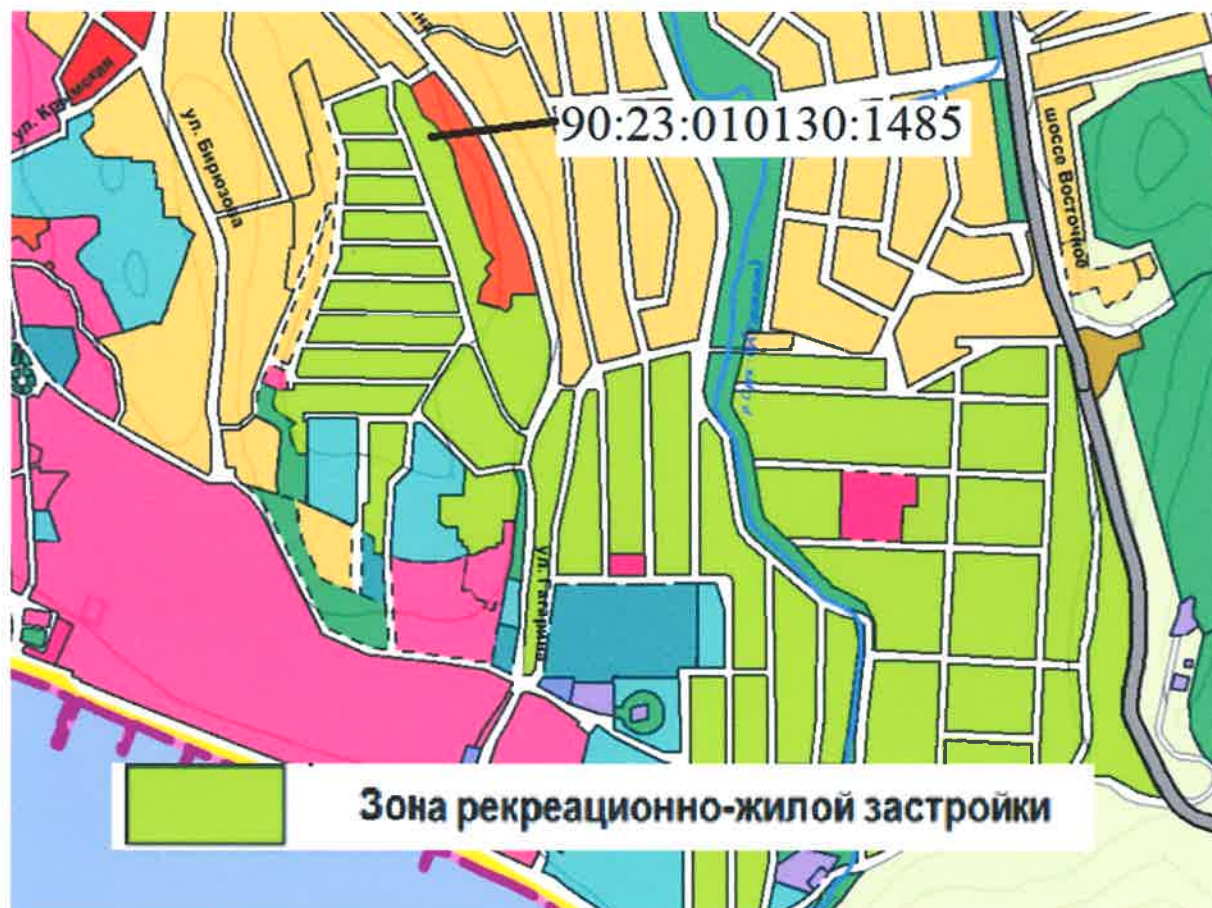 ул. Крымская
ул. Бирюзова
90:23:010130:1485
шоссе Восточное
ул. Гагарина
Зона рекреационно-жилой застройки